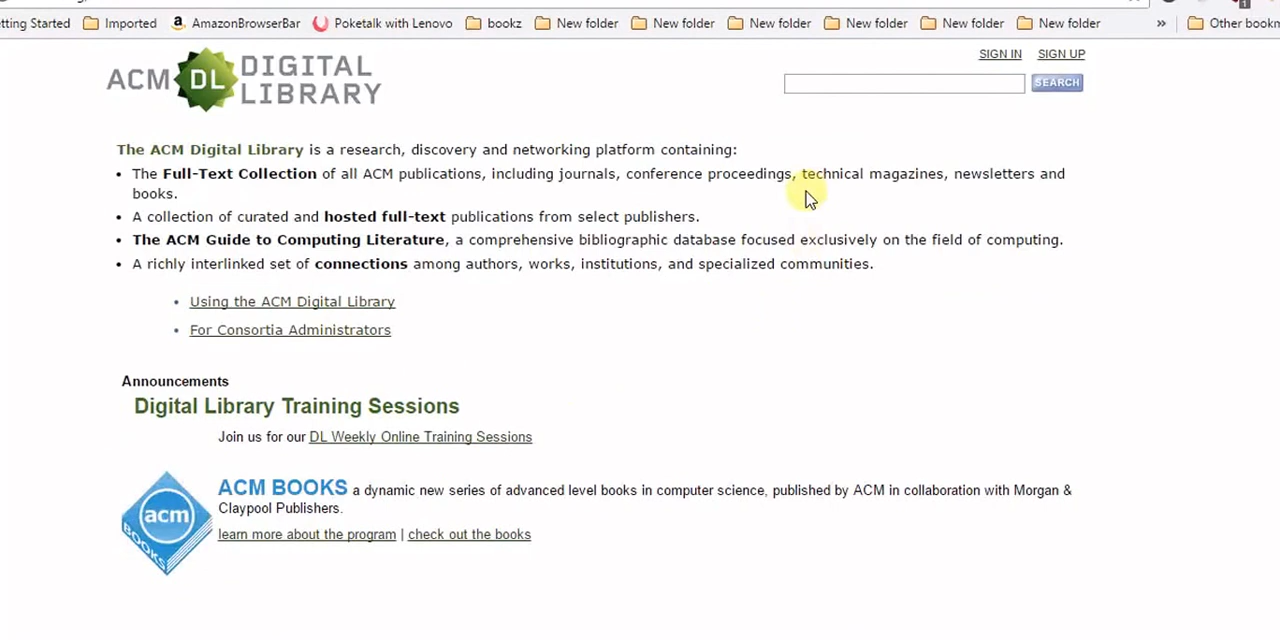 etting Started Imported AmazonBrowserBar Poketalk with Lenovo bookz New folder New folder New folder New folder New folder New folder » Other bookm
1
SIGN IN SIGN UP
ACM DL DIGITAL LIBRARY
SEARCH
The ACM Digital Library is a research, discovery and networking platform containing:
• The Full-Text Collection of all ACM publications, including journals, conference proceedings, technical magazines, newsletters and
books.
• A collection of curated and hosted full-text publications from select publishers.
• The ACM Guide to Computing Literature, a comprehensive bibliographic database focused exclusively on the field of computing.
• A richly interlinked set of connections among authors, works, institutions, and specialized communities.
• Using the ACM Digital Library
• For Consortia Administrators
Announcements
Digital Library Training Sessions
Join us for our DL Weekly Online Training Sessions
acm
BOOKS
ACM BOOKS a dynamic new series of advanced level books in computer science, published by ACM in collaboration with Morgan &
Claypool Publishers.
learn more about the program | check out the books